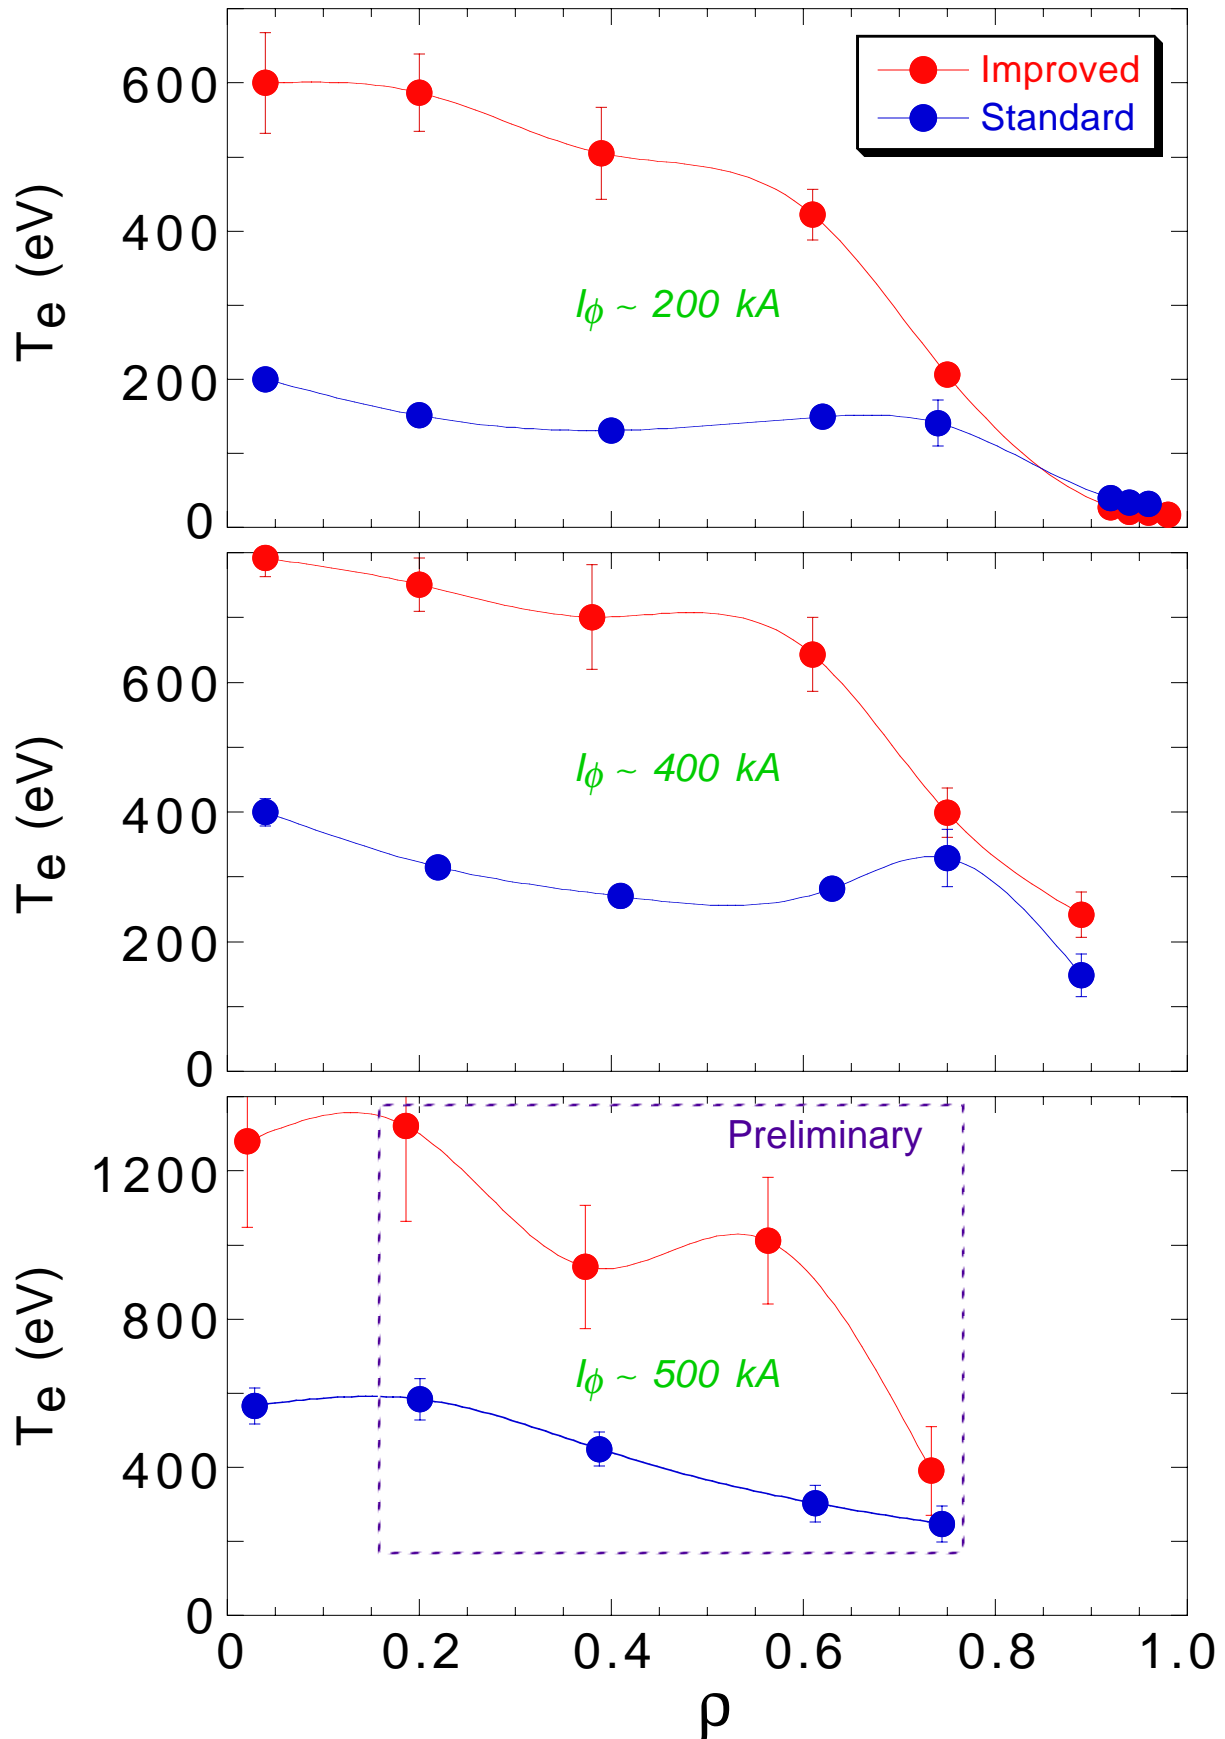 Improved
Standard
600
400
200
0
Te (eV)
Iϕ ~ 200 kA
600
400
200
0
Te (eV)
Iϕ ~ 400 kA
Preliminary
1200
800
400
0
Te (eV)
Iϕ ~ 500 kA
0 0.2 0.4 0.6 0.8 1.0
ρ